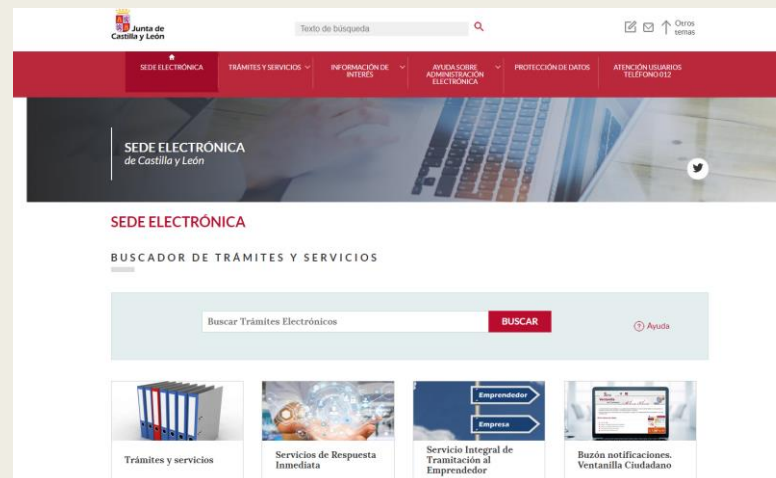 Junta de
Castilla y León
Texto de búsqueda
Otros
temas
SEDE ELECTRÓNICA
TRÁMITES Y SERVICIOS
INFORMACIÓN DE
INTERÉS
AYUDA SOBRE
ADMINISTRACIÓN
ELECTRÓNICA
PROTECCIÓN DE DATOS
ATENCIÓN USUARIOS
TELÉFONO 012
SEDE ELECTRÓNICA
de Castilla y León
SEDE ELECTRÓNICA
BUSCADOR DE TRÁMITES Y SERVICIOS
Buscar Trámites Electrónicos
BUSCAR
? Ayuda
Emprendedor
Empresa
Trámites y servicios
Servicios de Respuesta
Inmediata
Servicio Integral de
Tramitación al
Emprendedor
Buzón notificaciones.
Ventanilla Ciudadano